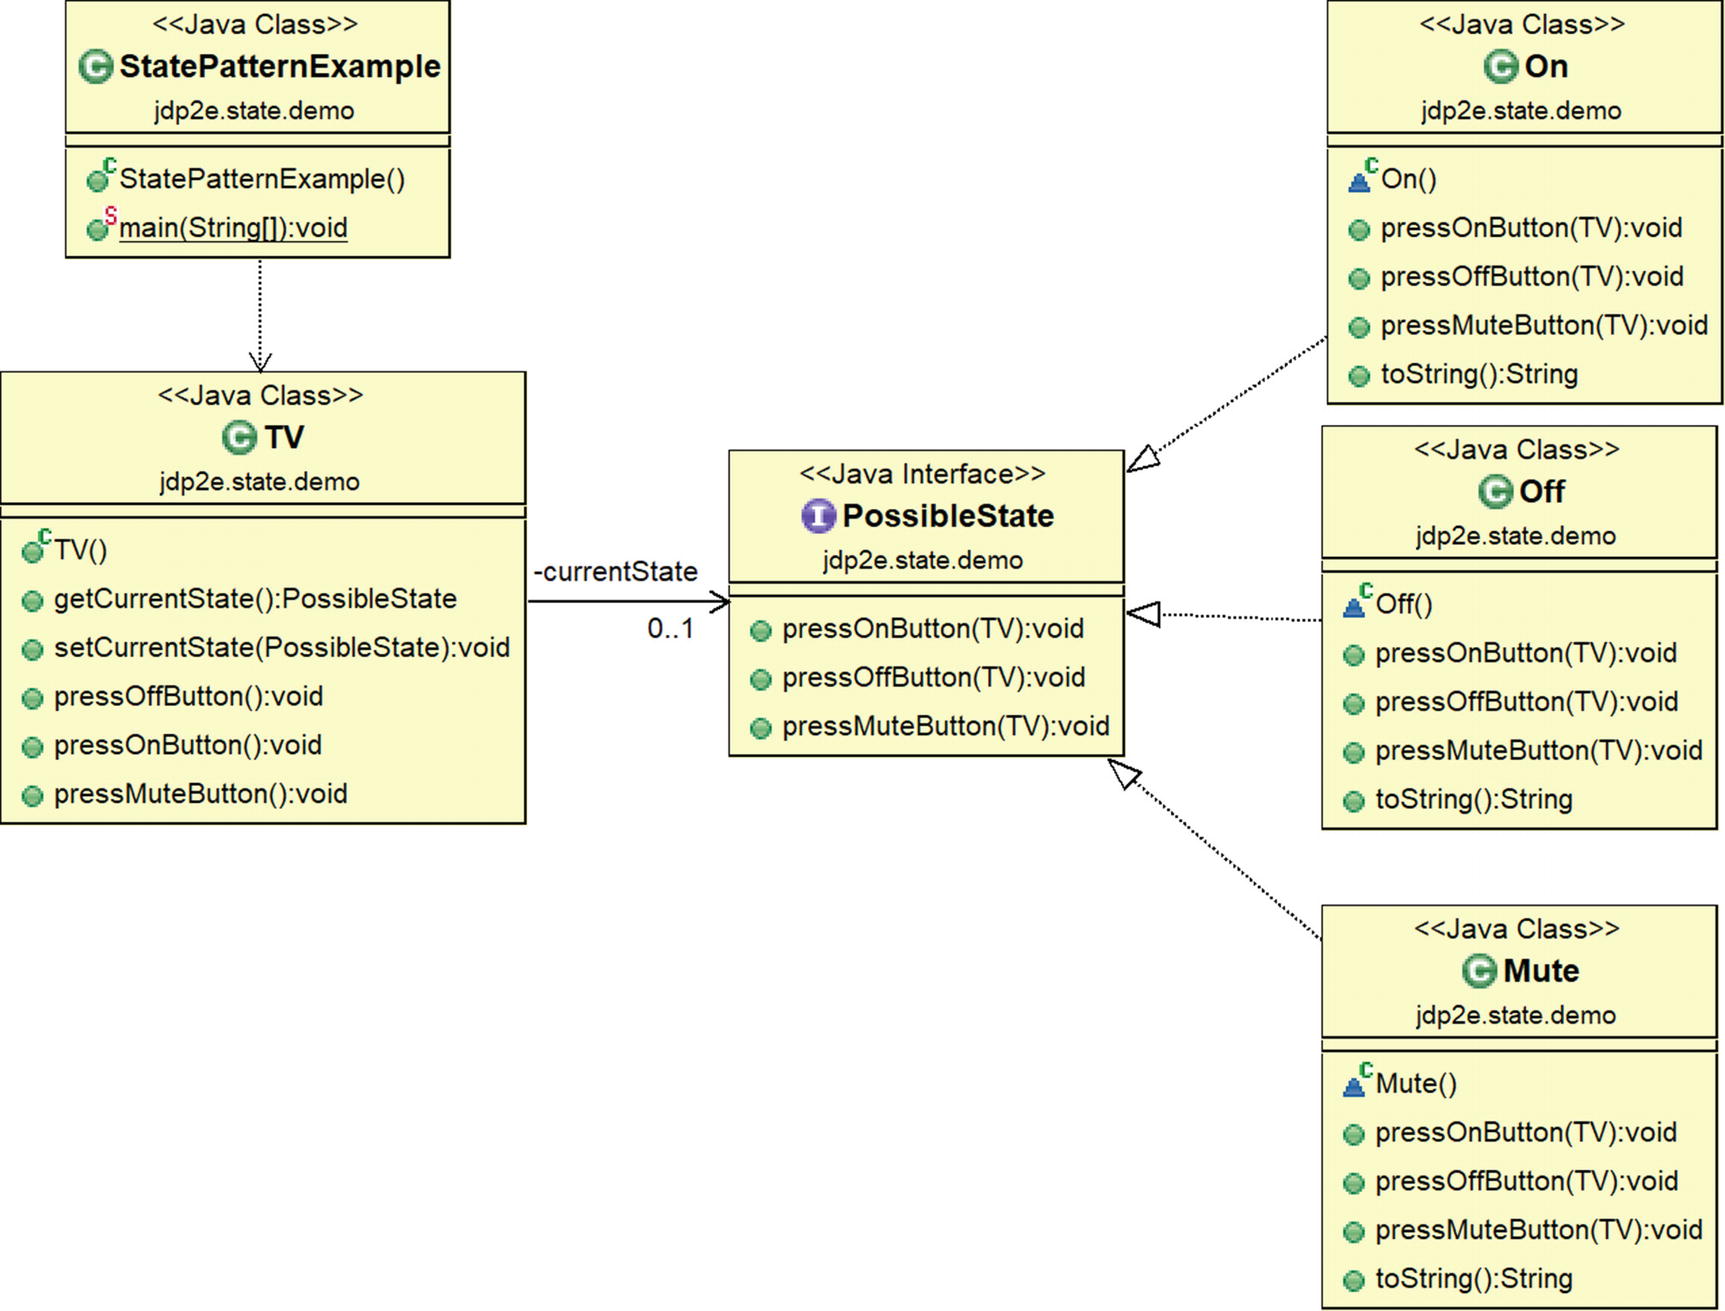 <<Java Class>>
C StatePatternExample
jdp2e.state.demo
C StatePatternExample()
S main(String[]):void
<<Java Class>>
C TV
jdp2e.state.demo
C TV()
getCurrentState():PossibleState
setCurrentState(PossibleState):void
pressOffButton():void
pressOnButton():void
pressMuteButton():void
-currentState
0..1
<<Java Interface>>
I PossibleState
jdp2e.state.demo
pressOnButton(TV):void
pressOffButton(TV):void
pressMuteButton(TV):void
<<Java Class>>
C On
jdp2e.state.demo
C On()
pressOnButton(TV):void
pressOffButton(TV):void
pressMuteButton(TV):void
toString():String
<<Java Class>>
C Off
jdp2e.state.demo
C Off()
pressOnButton(TV):void
pressOffButton(TV):void
pressMuteButton(TV):void
toString():String
<<Java Class>>
C Mute
jdp2e.state.demo
C Mute()
pressOnButton(TV):void
pressOffButton(TV):void
pressMuteButton(TV):void
toString():String